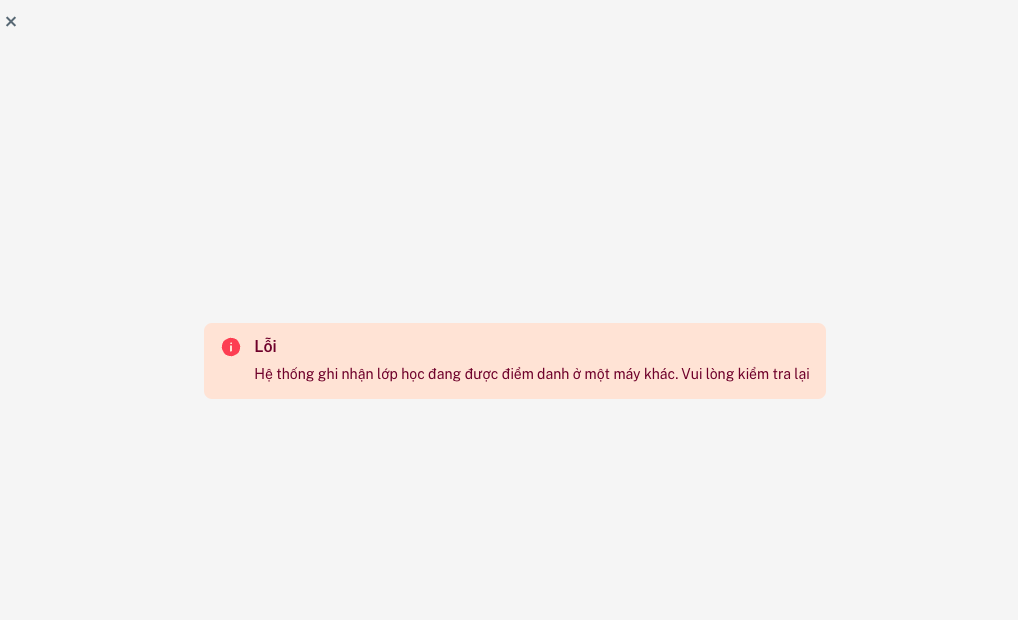 Lỗi
Hệ thống ghi nhận lớp học đang được điểm danh ở một máy khác. Vui lòng kiểm tra lại